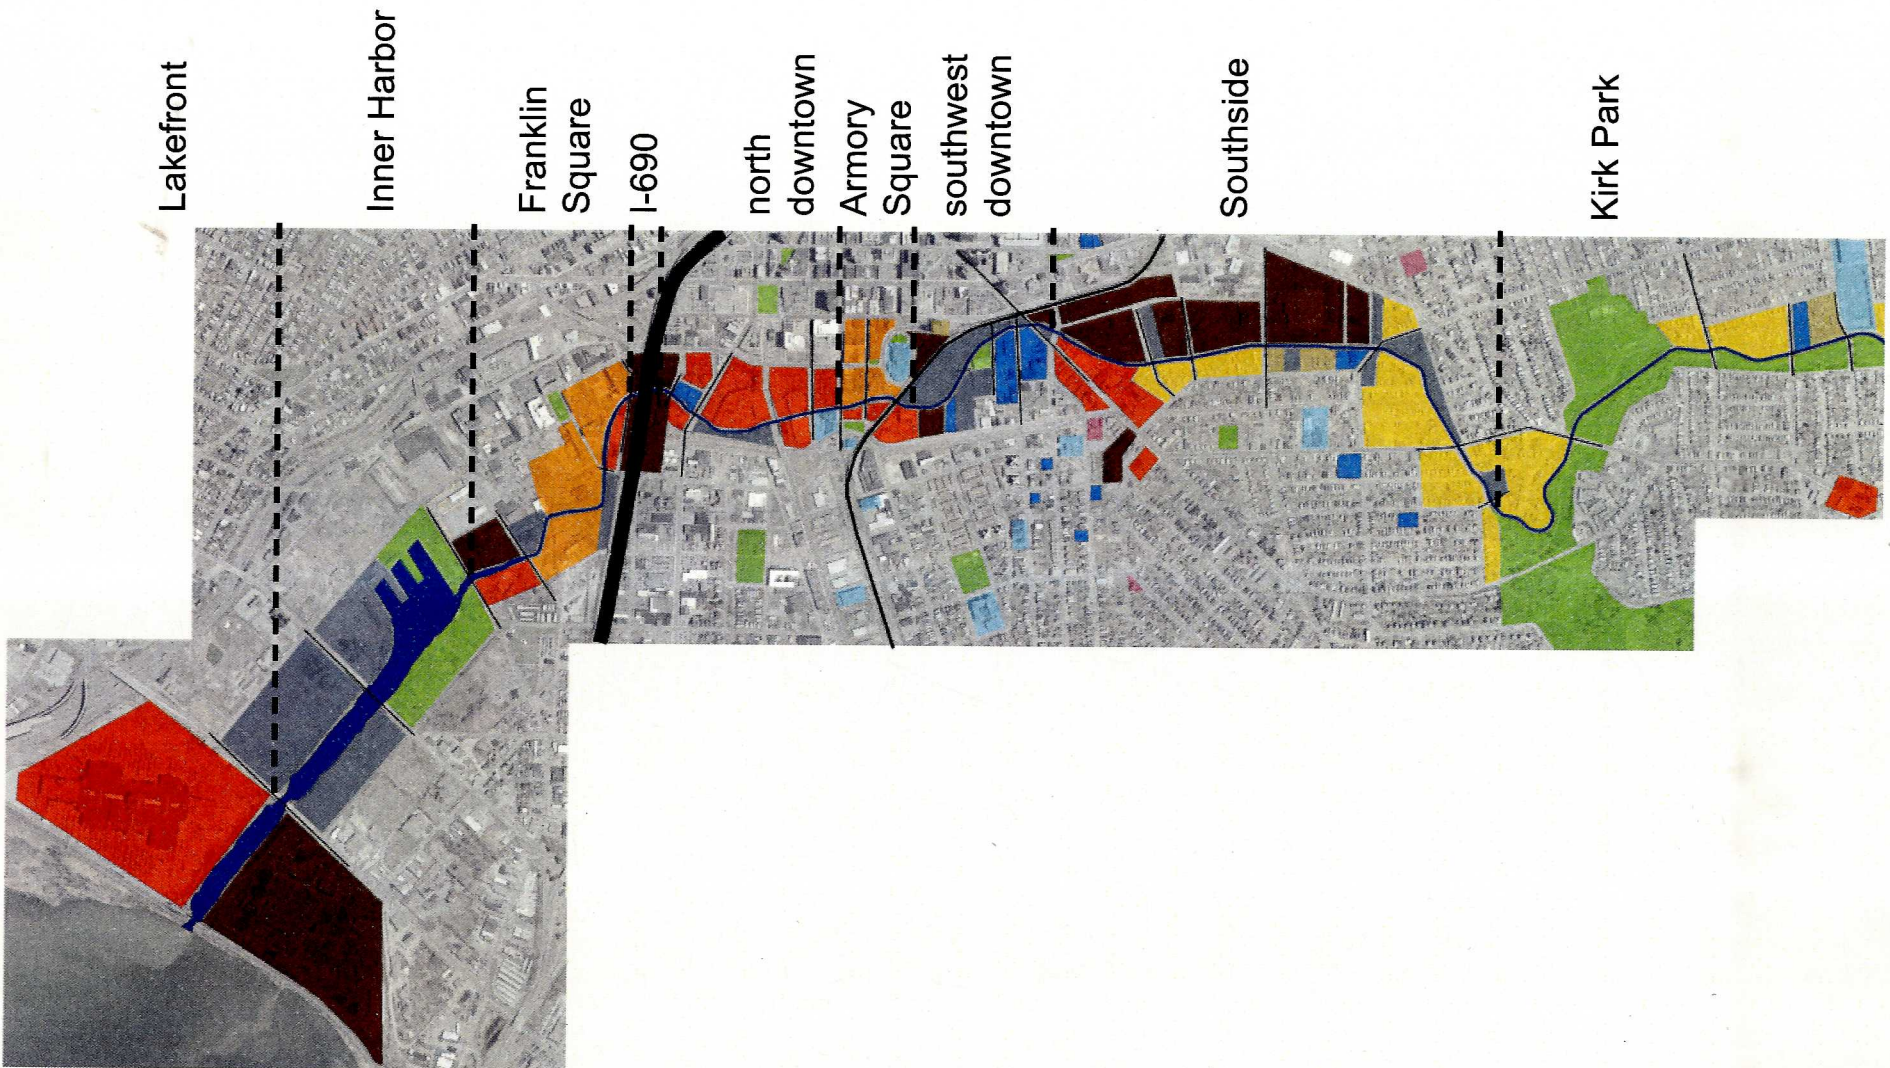 Lakefront
Inner Harbor
Franklin
Square
I-690
north
downtown
Armory
Square
southwest
downtown
Southside
Kirk Park